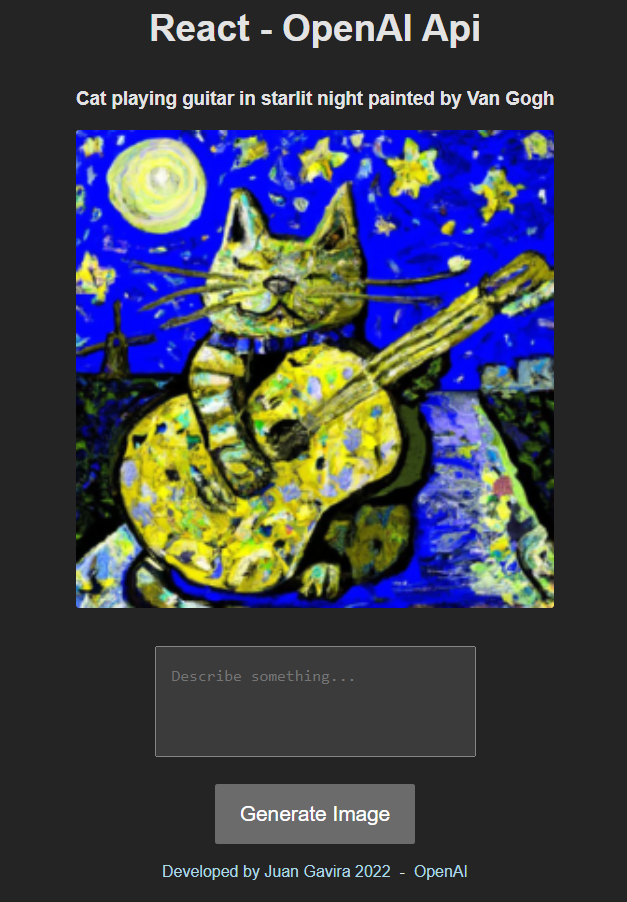 React - OpenAI Api
Cat playing guitar in starlit night painted by Van Gogh
Describe something...
Generate Image
Developed by Juan Gavira 2022 - OpenAI